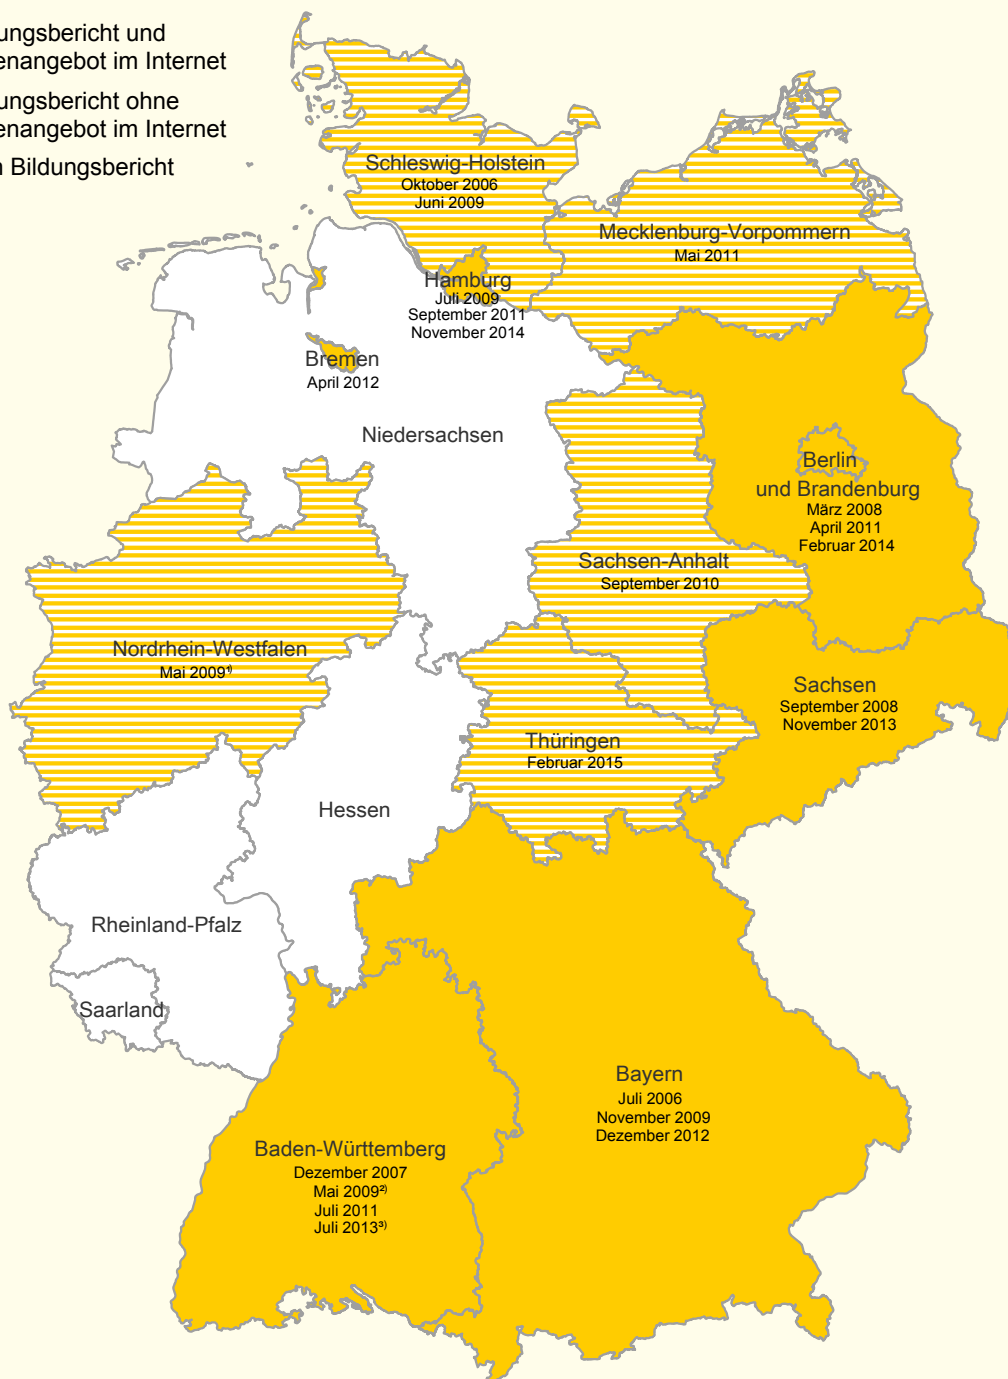 ungsbericht und
enangebot im Internet
ungsbericht ohne
enangebot im Internet
n Bildungsbericht
Schleswig-Holstein
Oktober 2006
Juni 2009
Mecklenburg-Vorpommern
Mai 2011
Hamburg
Juli 2009
September 2011
November 2014
Bremen
April 2012
Niedersachsen
Berlin
und Brandenburg
März 2008
April 2011
Februar 2014
Sachsen-Anhalt
September 2010
Nordrhein-Westfalen
Mai 2009¹⁾
Sachsen
September 2008
November 2013
Thüringen
Februar 2015
Hessen
Rheinland-Pfalz
Saarland
Bayern
Juli 2006
November 2009
Dezember 2012
Baden-Württemberg
Dezember 2007
Mai 2009²⁾
Juli 2011
Juli 2013³⁾